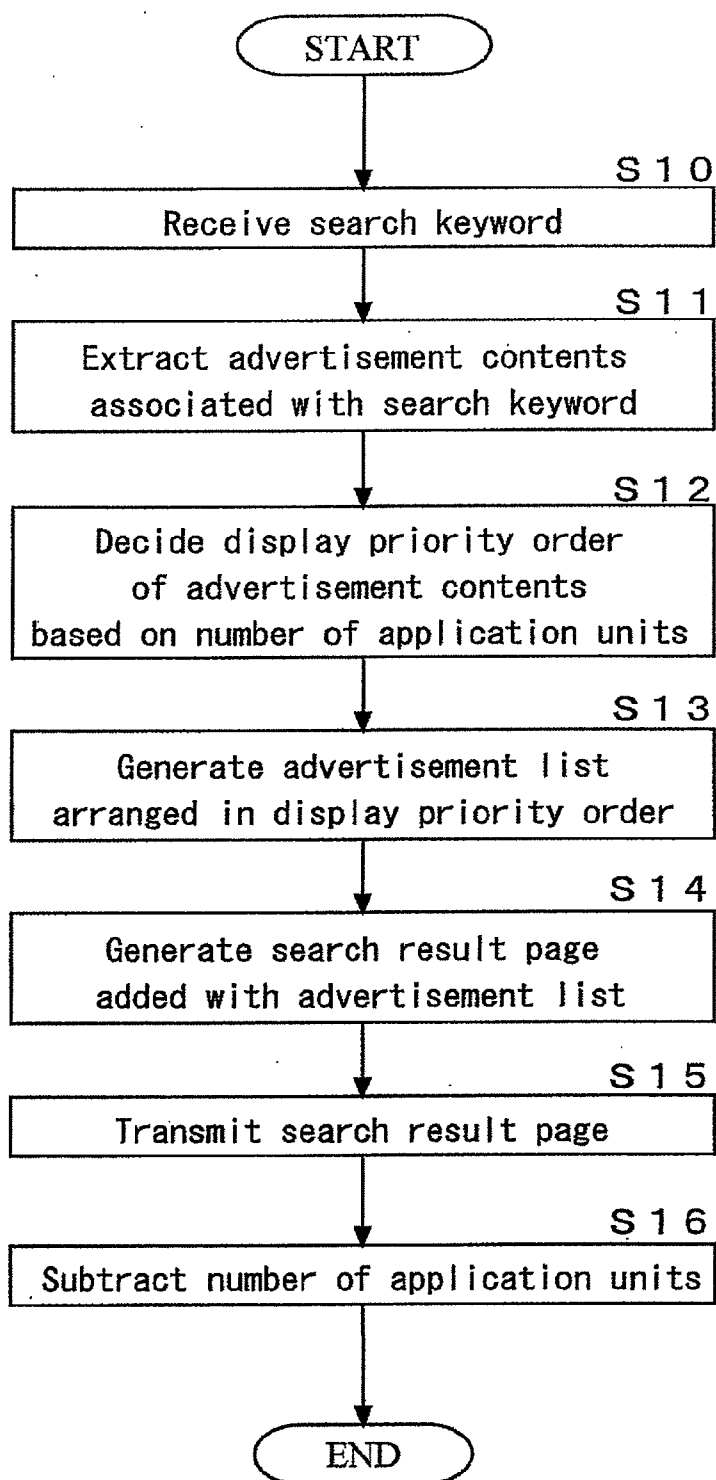 START
S10
Receive search keyword
S11
Extract advertisement contents
associated with search keyword
S12
Decide display priority order
of advertisement contents
based on number of application units
S13
Generate advertisement list
arranged in display priority order
S14
Generate search result page
added with advertisement list
S15
Transmit search result page
S16
Subtract number of application units
END